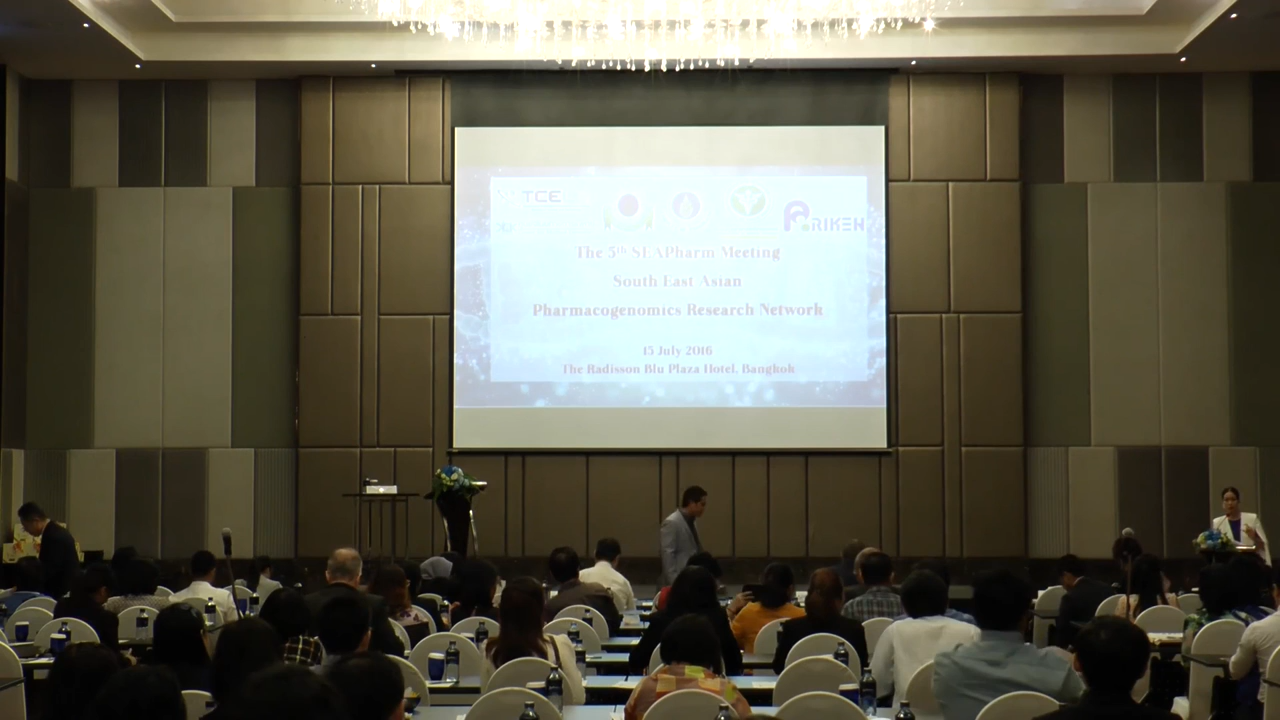 TCE
RIKEN
The 5th SEAPharm Meeting
South East Asian
Pharmacogenomics Research Network
15 July 2016
The Radisson Blu Plaza Hotel, Bangkok